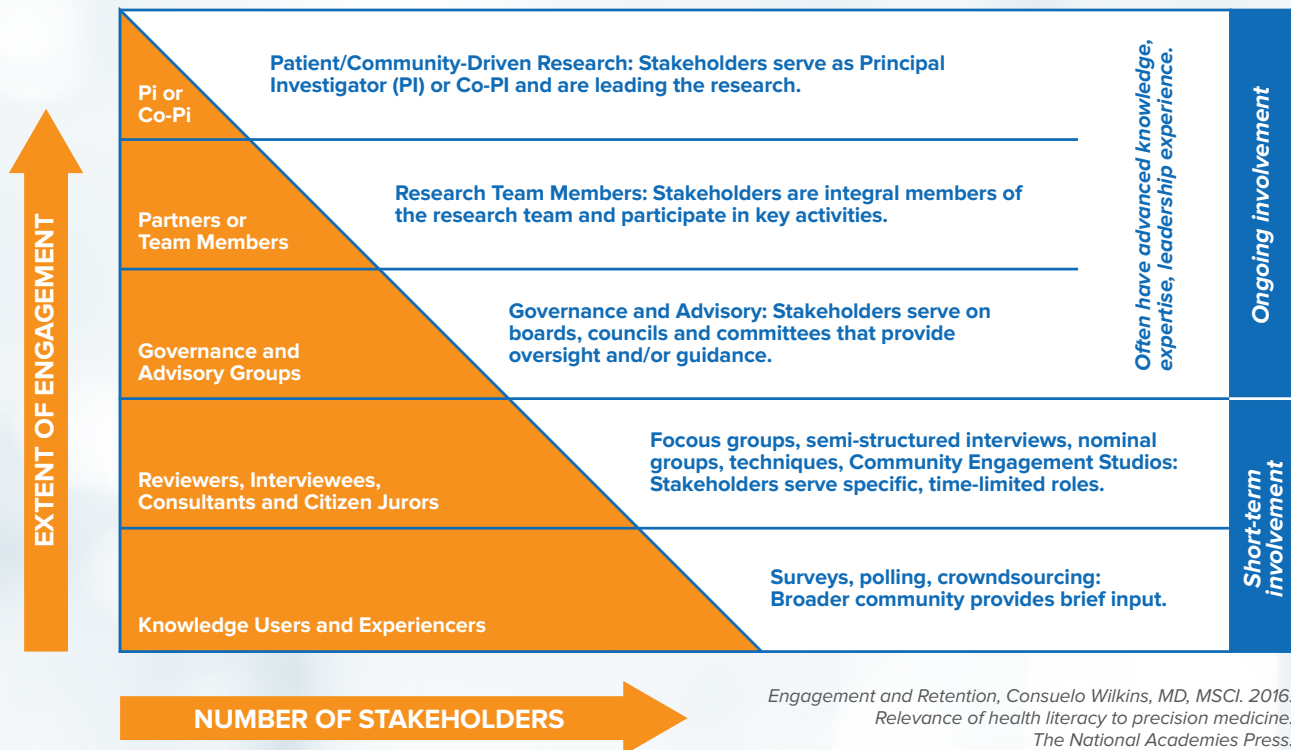 EXTENT OF ENGAGEMENT
Pi or
Co-Pi
Patient/Community-Driven Research: Stakeholders serve as Principal
Investigator (PI) or Co-PI and are leading the research.
Partners or
Team Members
Research Team Members: Stakeholders are integral members of
the research team and participate in key activities.
Governance and
Advisory Groups
Governance and Advisory: Stakeholders serve on
boards, councils and committees that provide
oversight and/or guidance.
Often have advanced knowledge,
expertise, leadership experience.
Ongoing involvement
Reviewers, Interviewees,
Consultants and Citizen Jurors
Focous groups, semi-structured interviews, nominal
groups, techniques, Community Engagement Studios:
Stakeholders serve specific, time-limited roles.
Knowledge Users and Experiencers
Surveys, polling, crowndsourcing:
Broader community provides brief input.
Short-term
involvement
NUMBER OF STAKEHOLDERS
Engagement and Retention, Consuelo Wilkins, MD, MSCI. 2016.
Relevance of health literacy to precision medicine.
The National Academies Press.